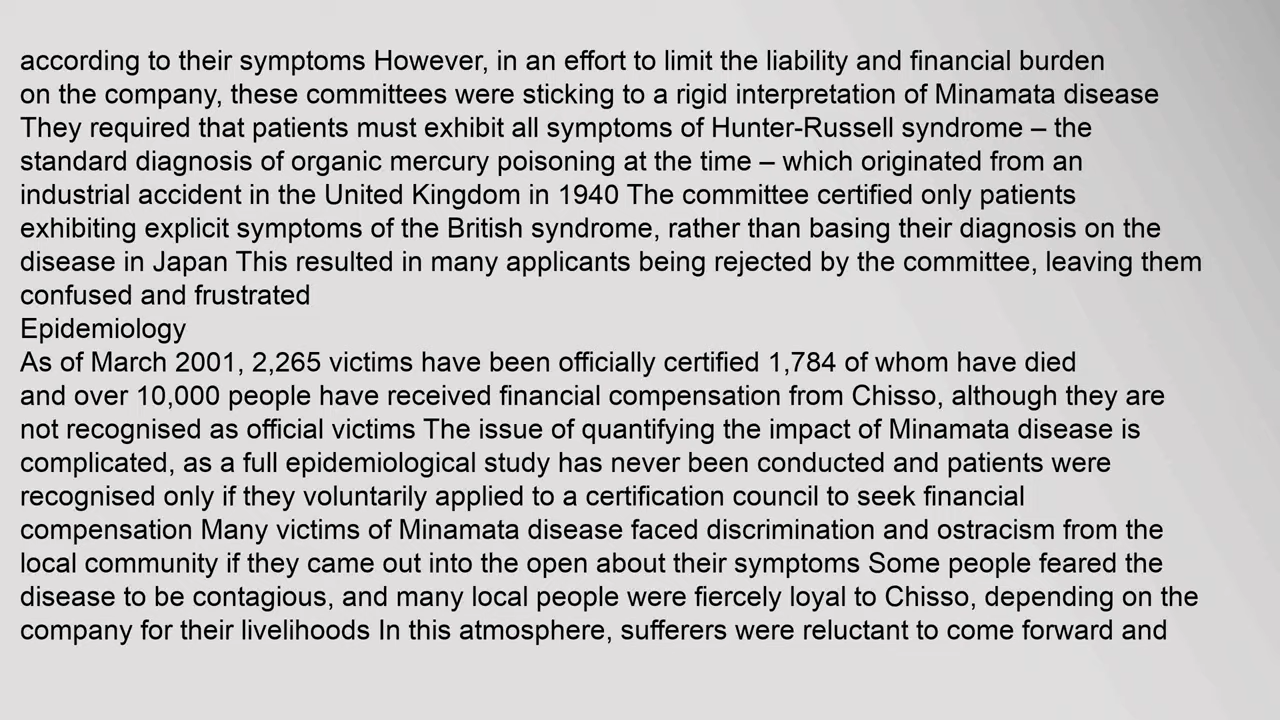 according to their symptoms However, in an effort to limit the liability and financial burden
on the company, these committees were sticking to a rigid interpretation of Minamata disease
They required that patients must exhibit all symptoms of Hunter-Russell syndrome – the
standard diagnosis of organic mercury poisoning at the time – which originated from an
industrial accident in the United Kingdom in 1940 The committee certified only patients
exhibiting explicit symptoms of the British syndrome, rather than basing their diagnosis on the
disease in Japan This resulted in many applicants being rejected by the committee, leaving them
confused and frustrated
Epidemiology
As of March 2001, 2,265 victims have been officially certified 1,784 of whom have died
and over 10,000 people have received financial compensation from Chisso, although they are
not recognised as official victims The issue of quantifying the impact of Minamata disease is
complicated, as a full epidemiological study has never been conducted and patients were
recognised only if they voluntarily applied to a certification council to seek financial
compensation Many victims of Minamata disease faced discrimination and ostracism from the
local community if they came out into the open about their symptoms Some people feared the
disease to be contagious, and many local people were fiercely loyal to Chisso, depending on the
company for their livelihoods In this atmosphere, sufferers were reluctant to come forward and